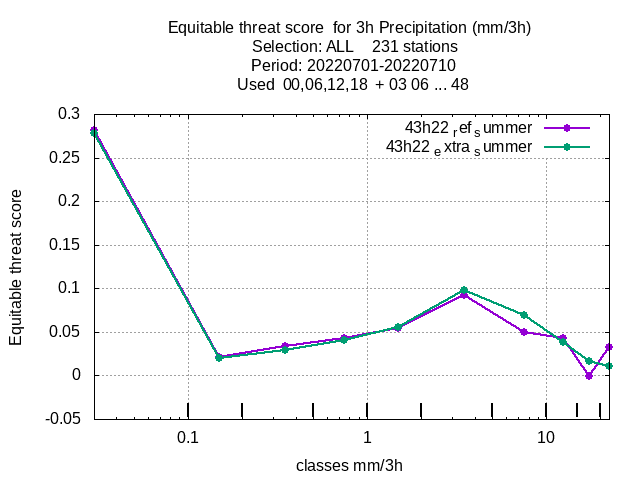 Equitable threat score  for 3h Precipitation (mm/3h)
Selection: ALL    231 stations
Period: 20220701-20220710
Used  00,06,12,18  + 03 06 ... 48
0.3
43h22 ref summer
43h22 extra summer
0.25
0.2
0.15
0.1
0.05
0
-0.05
Equitable threat score
0.1 1 10
classes mm/3h